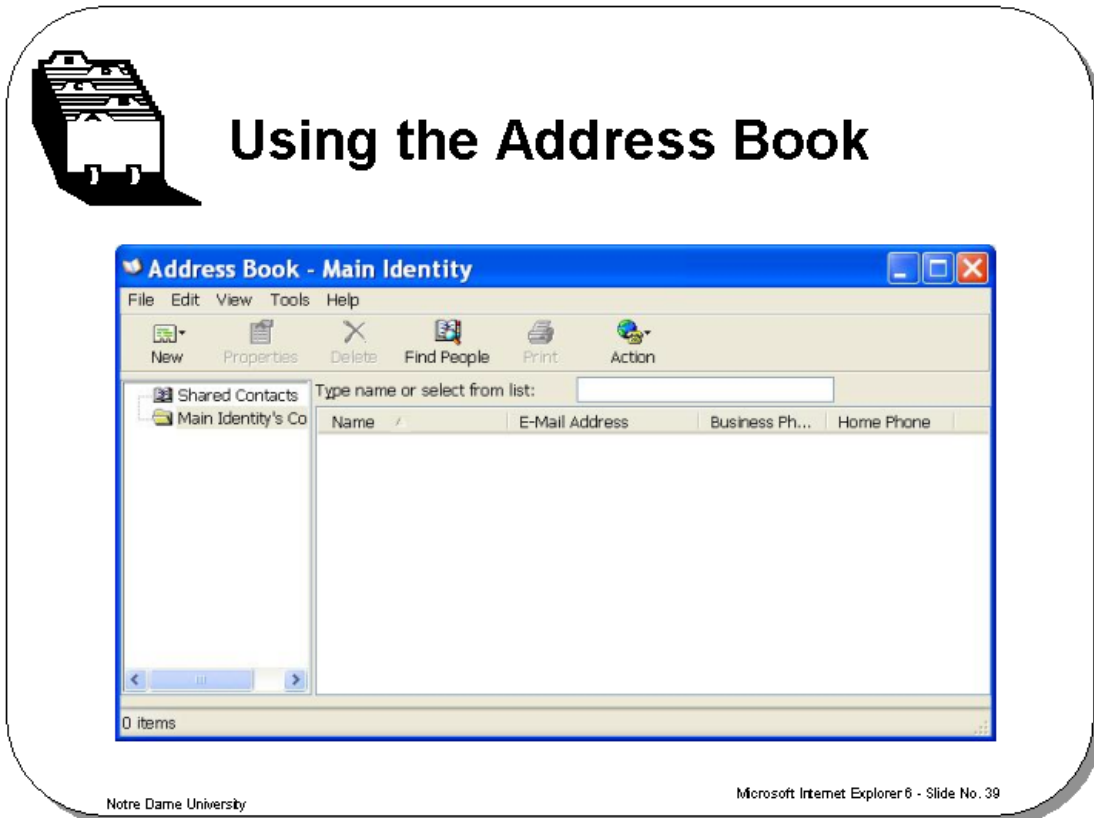 Using the Address Book
Address Book - Main Identity
File Edit View Tools Help
New Properties Delete Find People Print Action
Shared Contacts
Main Identity's Co
Type name or select from list:
Name E-Mail Address Business Ph... Home Phone
0 items
Notre Dame University
Microsoft Internet Explorer 6 - Slide No. 39